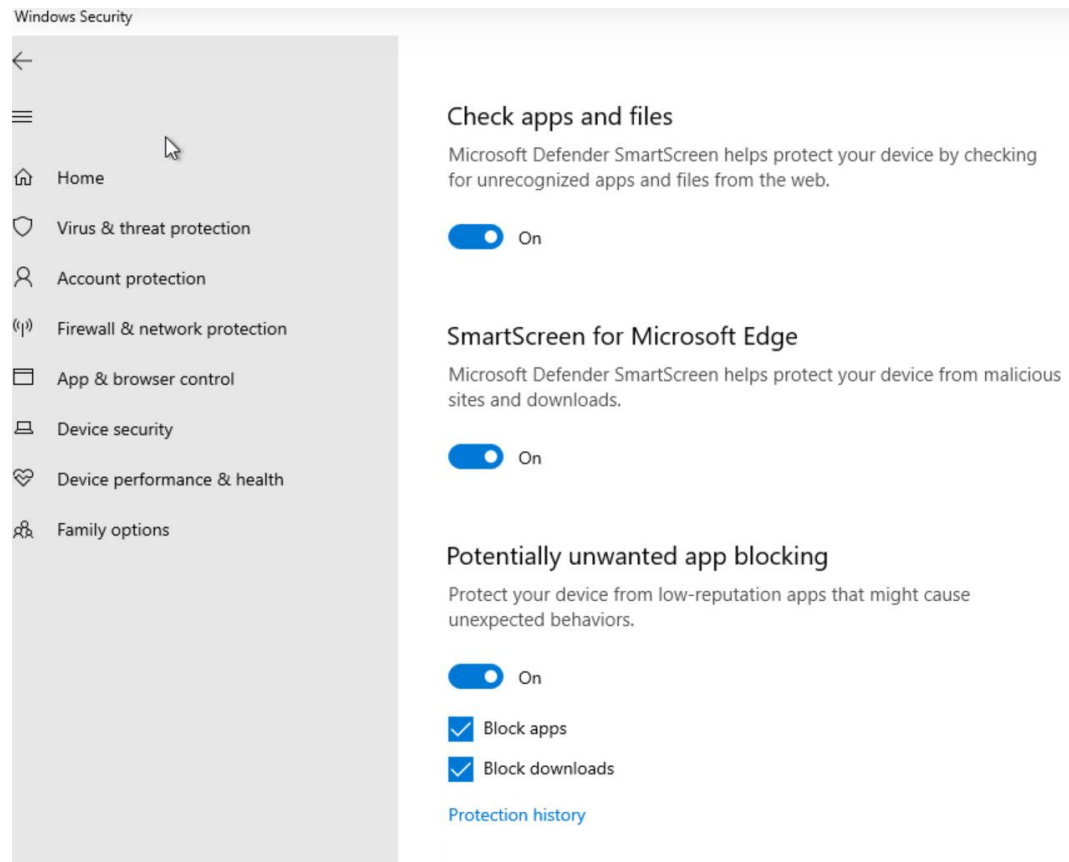 Windows Security
Home
Virus & threat protection
Account protection
Firewall & network protection
App & browser control
Device security
Device performance & health
Family options
Check apps and files
Microsoft Defender SmartScreen helps protect your device by checking
for unrecognized apps and files from the web.
On
SmartScreen for Microsoft Edge
Microsoft Defender SmartScreen helps protect your device from malicious
sites and downloads.
On
Potentially unwanted app blocking
Protect your device from low-reputation apps that might cause
unexpected behaviors.
On
Block apps
Block downloads
Protection history